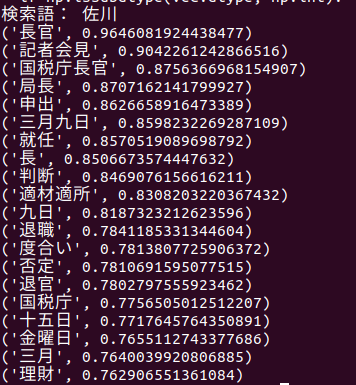 検索語： 佐川
('長官', 0.9646081924438477)
('記者会見', 0.9042261242866516)
('国税庁長官', 0.8756366968154907)
('局長', 0.8707162141799927)
('申出', 0.8626658916473389)
('三月九日', 0.8598232269287109)
('就任', 0.8570519089698792)
('長', 0.8506673574447632)
('判断', 0.8469076156616211)
('適材適所', 0.8308203220367432)
('九日', 0.8187323212623596)
('退職', 0.7841185331344604)
('度合い', 0.7813807725906372)
('否定', 0.7810691595077515)
('退官', 0.7802797555923462)
('国税庁', 0.7756505012512207)
('十五日', 0.7717645764350891)
('金曜日', 0.7655112743377686)
('三月', 0.7640039920806885)
('理財', 0.762906551361084)